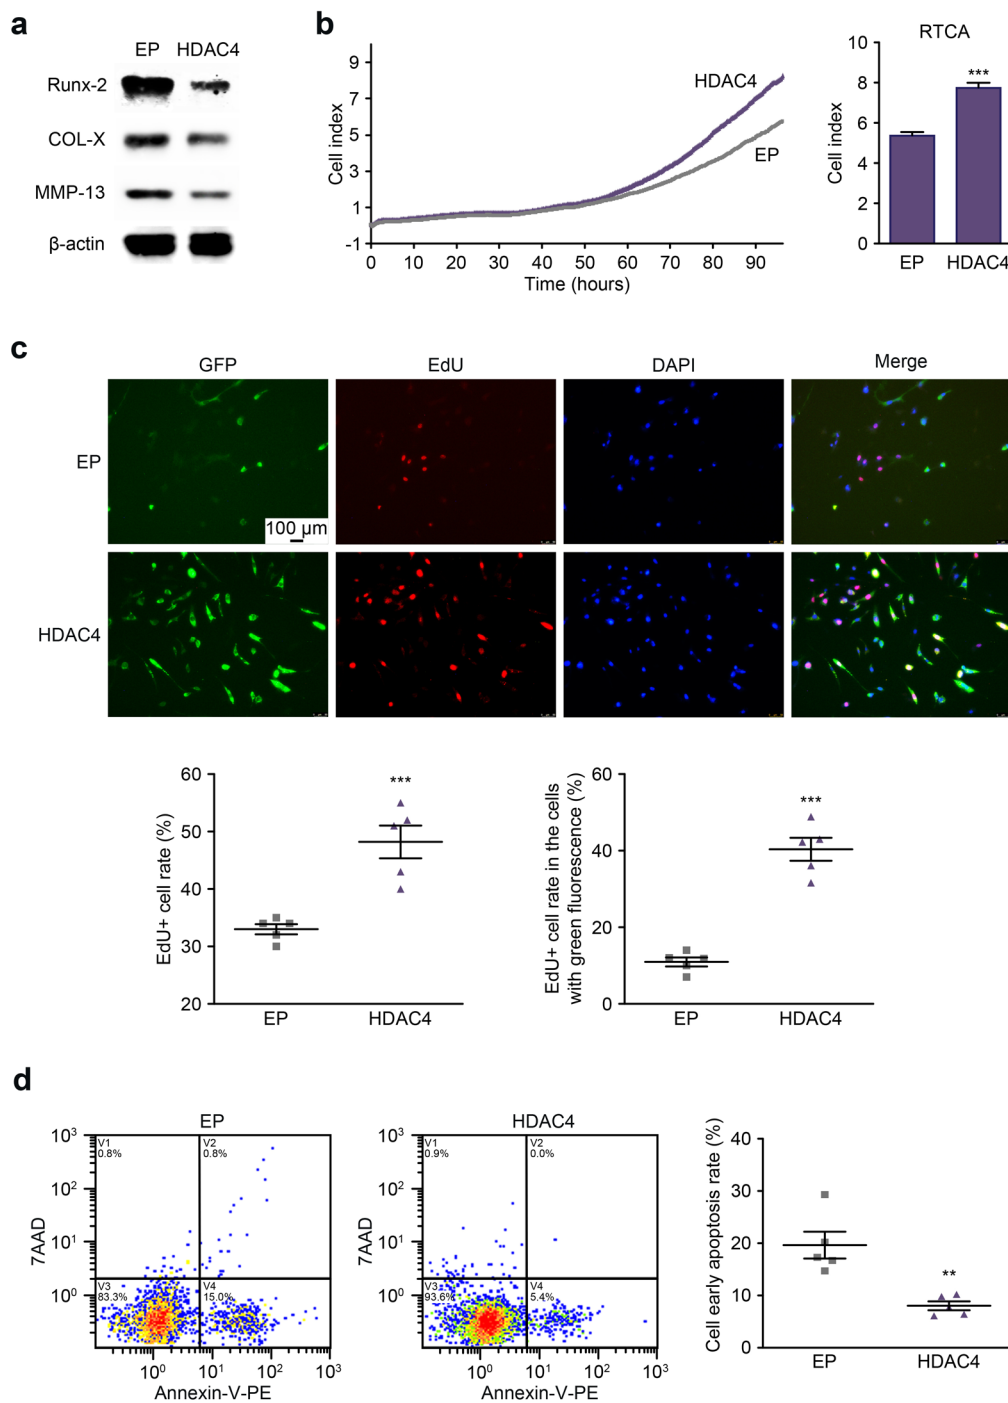 a
EP HDAC4
Runx-2
COL-X
MMP-13
β-actin
b
Cell index
9
7
5
3
1
-1
HDAC4
EP
0 10 20 30 40 50 60 70 80 90
Time (hours)
RTCA
Cell index
10
8
6
4
2
0
***
EP HDAC4
c
GFP EdU DAPI Merge
EP
100 µm
HDAC4
EdU+ cell rate (%)
60
50
40
30
20
***
EP HDAC4
EdU+ cell rate in the cells
with green fluorescence (%)
60
40
20
0
***
EP HDAC4
d
EP
7AAD
10³
10²
10¹
10⁰
V1
0.8%
V2
0.8%
V3
83.3%
V4
15.0%
10⁰ 10¹ 10² 10³
Annexin-V-PE
HDAC4
7AAD
10³
10²
10¹
10⁰
V1
0.9%
V2
0.0%
V3
93.6%
V4
5.4%
10⁰ 10¹ 10² 10³
Annexin-V-PE
Cell early apoptosis rate (%)
40
30
20
10
0
**
EP HDAC4